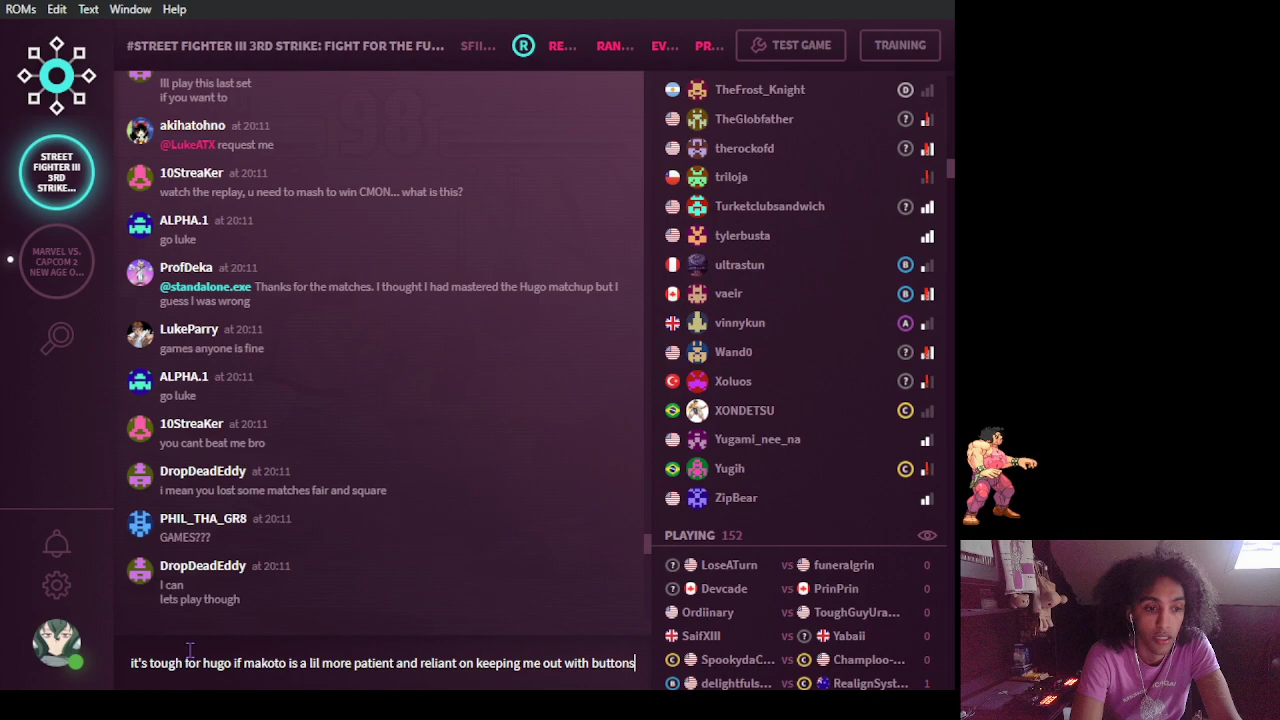 ROMs Edit Text Window Help
#STREET FIGHTER III 3RD STRIKE: FIGHT FOR THE FU... SFII... R RE... RAN... EV... PR... TEST GAME TRAINING
STREET
FIGHTER III
3RD
STRIKE...
MARVEL VS.
CAPCOM 2
NEW AGE O...
Ill play this last set
if you want to
akihatohno at 20:11
@LukeATX request me
10StreaKer at 20:11
watch the replay, u need to mash to win CMON... what is this?
ALPHA.1 at 20:11
go luke
ProfDeka at 20:11
@standalone.exe Thanks for the matches. I thought I had mastered the Hugo matchup but I
guess I was wrong
LukeParry at 20:11
games anyone is fine
ALPHA.1 at 20:11
go luke
10StreaKer at 20:11
you cant beat me bro
DropDeadEddy at 20:11
i mean you lost some matches fair and square
PHIL_THA_GR8 at 20:11
GAMES???
DropDeadEddy at 20:11
I can
lets play though
it's tough for hugo if makoto is a lil more patient and reliant on keeping me out with buttons
TheFrost_Knight D
TheGlobfather ?
therockofd ?
triloja
Turketclubsandwich ?
tylerbusta
ultrastun B
vaeir B
vinnykun A
Wand0 ?
Xoluos ?
XONDETSU C
Yugami_nee_na
Yugih C
ZipBear
PLAYING 152
? LoseATurn VS funeralgrin 0
? Devcade VS PrinPrin 0
Ordiinary VS ToughGuyUra... 0
SaifXIII VS ? Yabaii 0
C SpookydaC... VS C Champloo-... 0
B delightfuls... VS C RealignSyst... 1